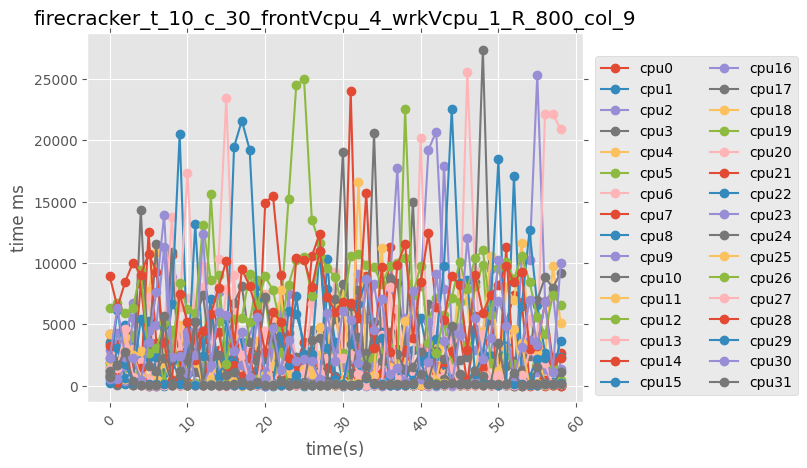 firecracker_t_10_c_30_frontVcpu_4_wrkVcpu_1_R_800_col_9
time ms
25000
20000
15000
10000
5000
0
0
10
20
30
40
50
60
time(s)
cpu0
cpu1
cpu2
cpu3
cpu4
cpu5
cpu6
cpu7
cpu8
cpu9
cpu10
cpu11
cpu12
cpu13
cpu14
cpu15
cpu16
cpu17
cpu18
cpu19
cpu20
cpu21
cpu22
cpu23
cpu24
cpu25
cpu26
cpu27
cpu28
cpu29
cpu30
cpu31